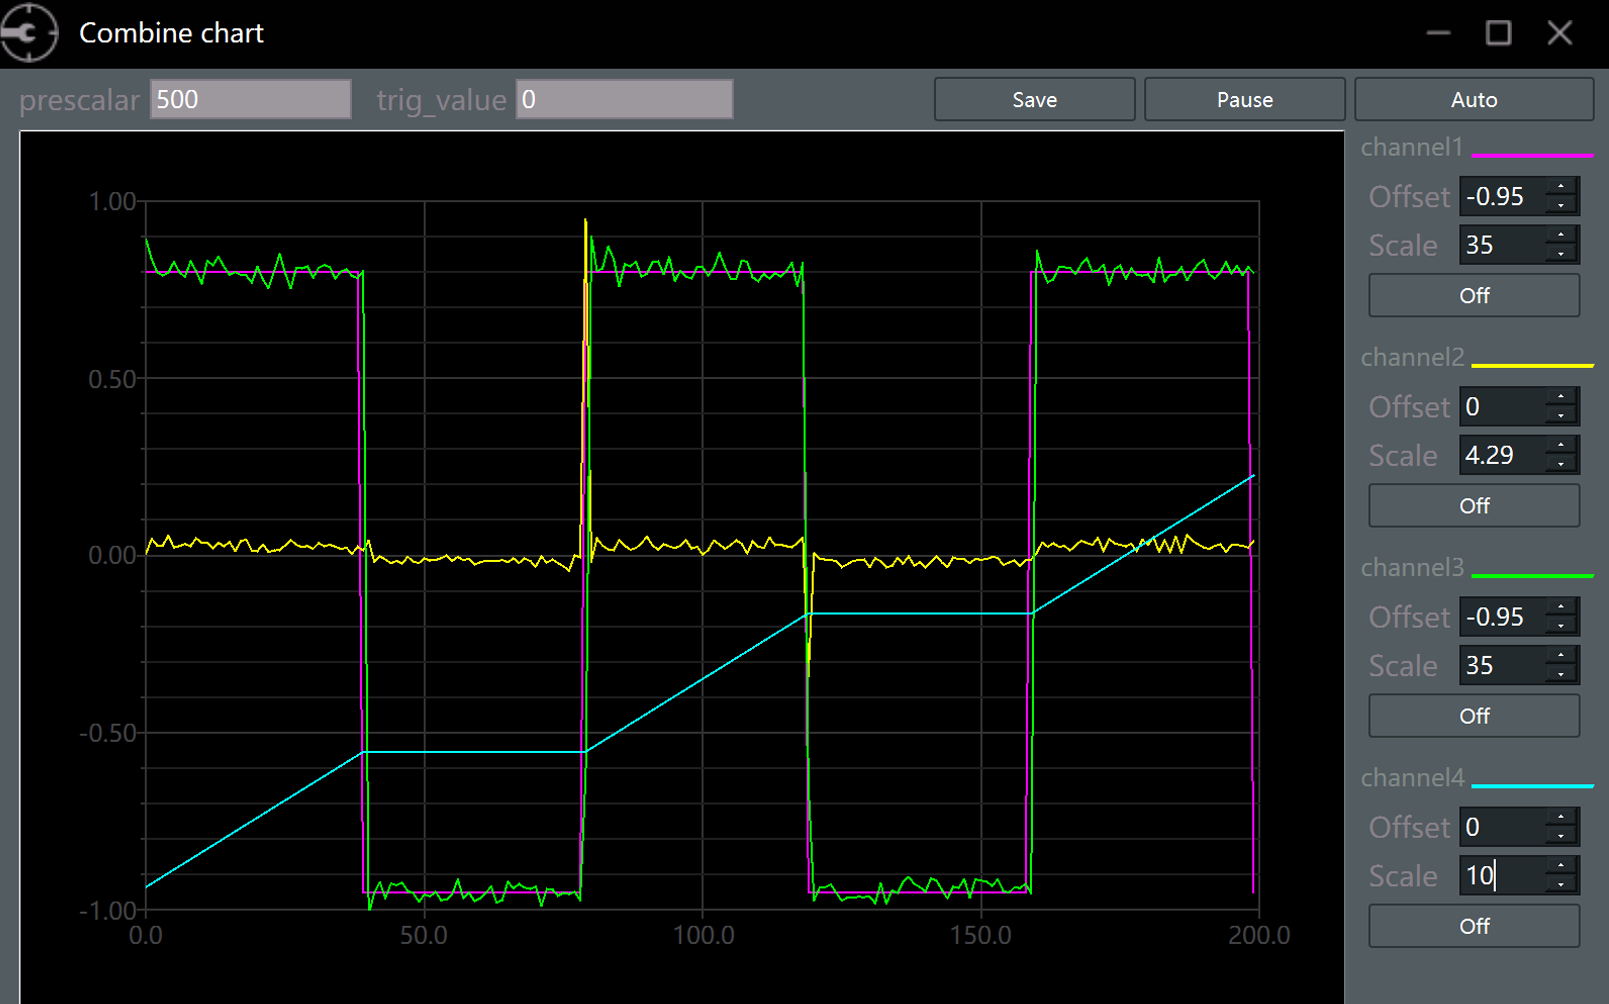 Combine chart
prescalar 500 trig_value 0 Save Pause Auto
channel1
Offset -0.95
Scale 35
Off
channel2
Offset 0
Scale 4.29
Off
channel3
Offset -0.95
Scale 35
Off
channel4
Offset 0
Scale 10
Off
1.00
0.50
0.00
-0.50
-1.00
0.0 50.0 100.0 150.0 200.0